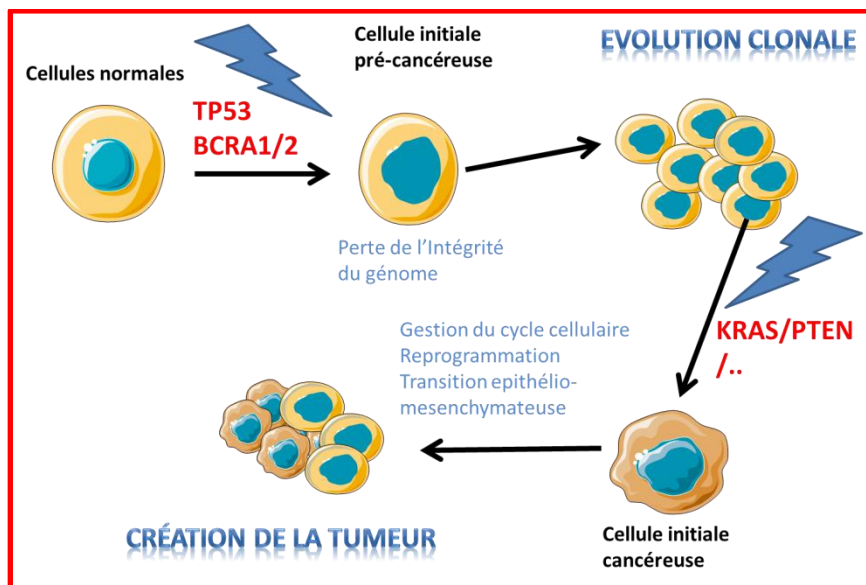 Cellules normales
TP53
BCRA1/2
Cellule initiale
pré-cancéreuse
EVOLUTION CLONALE
Perte de l’Intégrité
du génome
KRAS/PTEN
/..
Gestion du cycle cellulaire
Reprogrammation
Transition epithélio-
mesenchymateuse
Cellule initiale
cancéreuse
CRÉATION DE LA TUMEUR